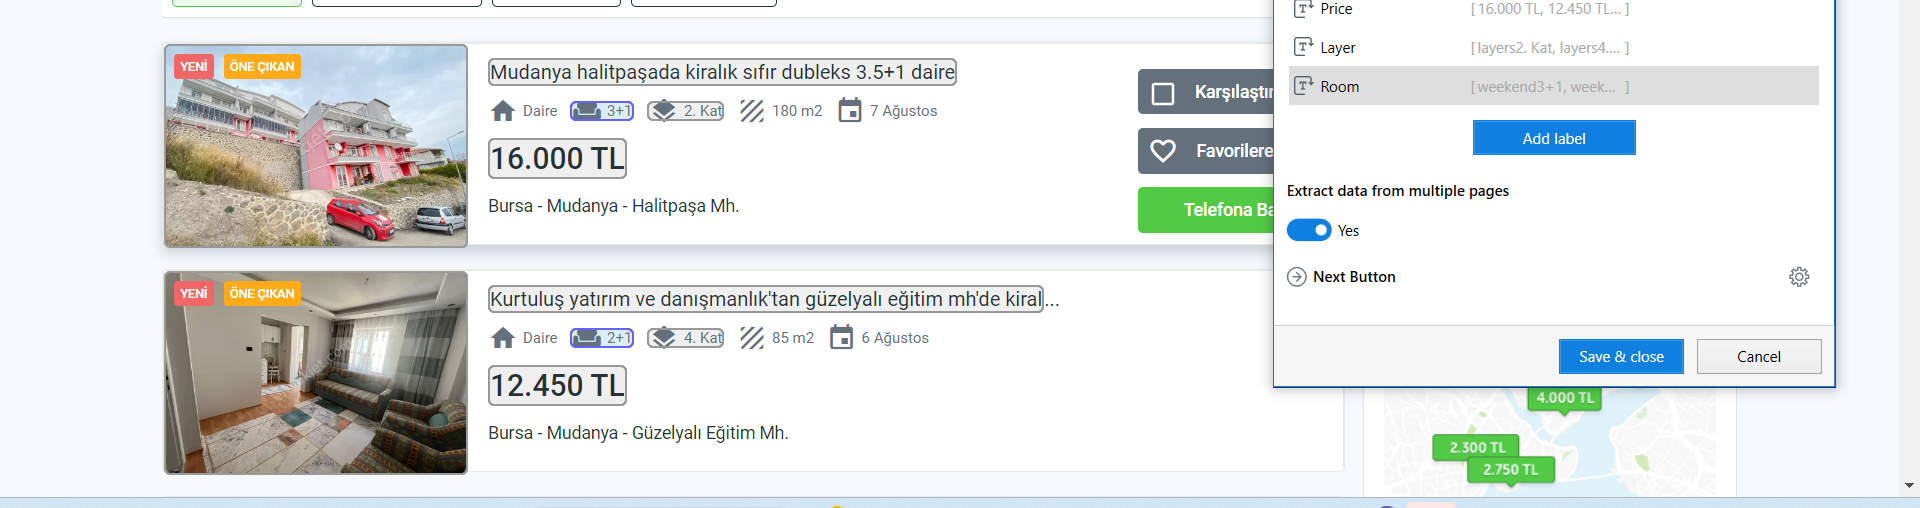 YENİ ÖNE ÇIKAN
Mudanya halitpaşada kiralık sıfır dubleks 3.5+1 daire
Daire 3+1 2. Kat 180 m2 7 Ağustos
16.000 TL
Bursa - Mudanya - Halitpaşa Mh.
Karşılaştır
Favorilere
Telefona Ba
YENİ ÖNE ÇIKAN
Kurtuluş yatırım ve danışmanlık'tan güzelyalı eğitim mh'de kiral...
Daire 2+1 4. Kat 85 m2 6 Ağustos
12.450 TL
Bursa - Mudanya - Güzelyalı Eğitim Mh.
Price [ 16.000 TL, 12.450 TL... ]
Layer [ layers2. Kat, layers4.... ]
Room [ weekend3+1, week... ]
Add label
Extract data from multiple pages
Yes
Next Button
Save & close Cancel
4.000 TL
2.300 TL
2.750 TL